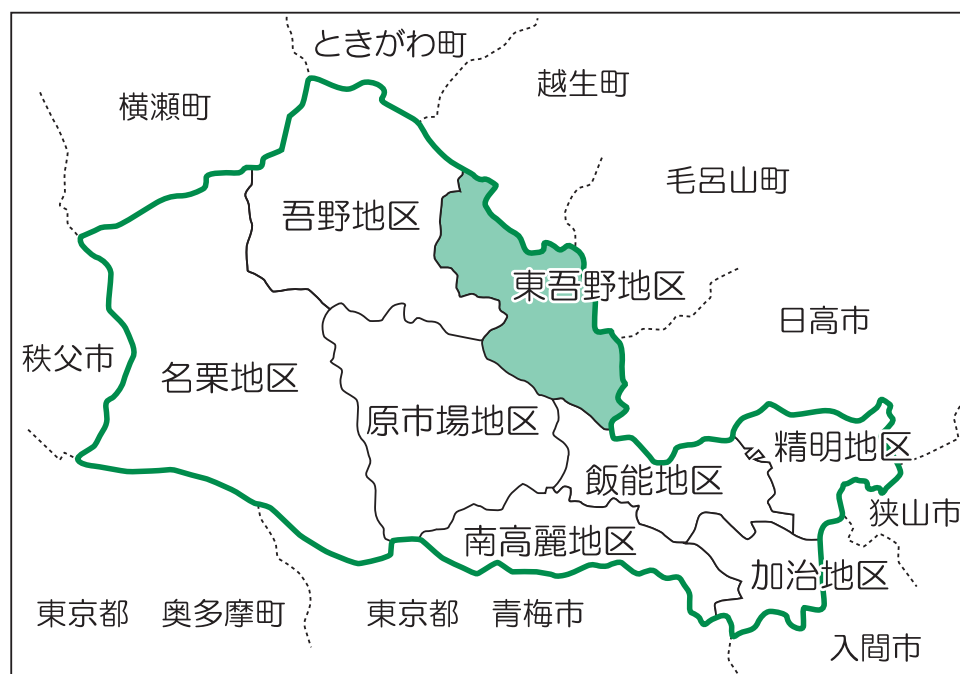 ときがわ町
越生町
横瀬町
毛呂山町
吾野地区
東吾野地区
日高市
秩父市
名栗地区
原市場地区
精明地区
飯能地区
狭山市
南高麗地区
加治地区
東京都 奥多摩町
東京都 青梅市
入間市